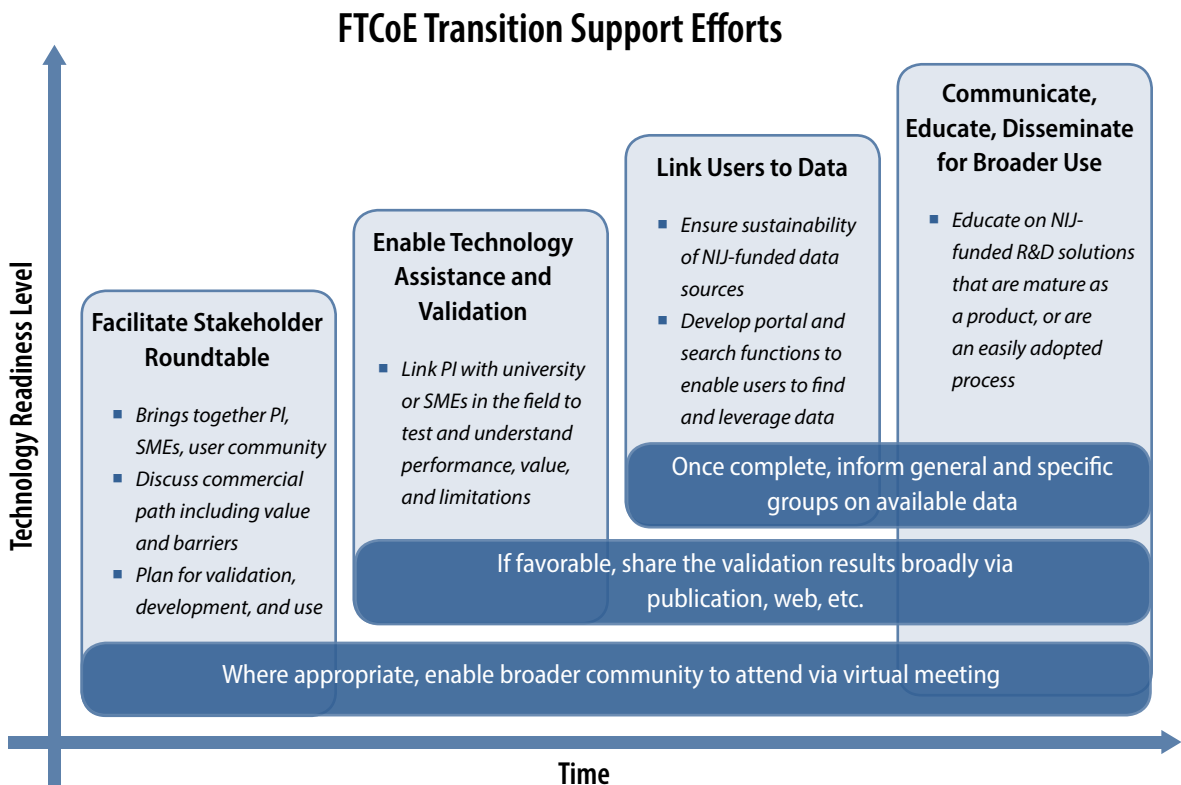 FTCoE Transition Support Efforts
Technology Readiness Level
Facilitate Stakeholder
Roundtable
Brings together PI,
SMEs, user community
Discuss commercial
path including value
and barriers
Plan for validation,
development, and use
Enable Technology
Assistance and
Validation
Link PI with university
or SMEs in the field to
test and understand
performance, value,
and limitations
Link Users to Data
Ensure sustainability
of NIJ-funded data
sources
Develop portal and
search functions to
enable users to find
and leverage data
Communicate,
Educate, Disseminate
for Broader Use
Educate on NIJ-
funded R&D solutions
that are mature as
a product, or are
an easily adopted
process
Once complete, inform general and specific
groups on available data
If favorable, share the validation results broadly via
publication, web, etc.
Where appropriate, enable broader community to attend via virtual meeting
Time